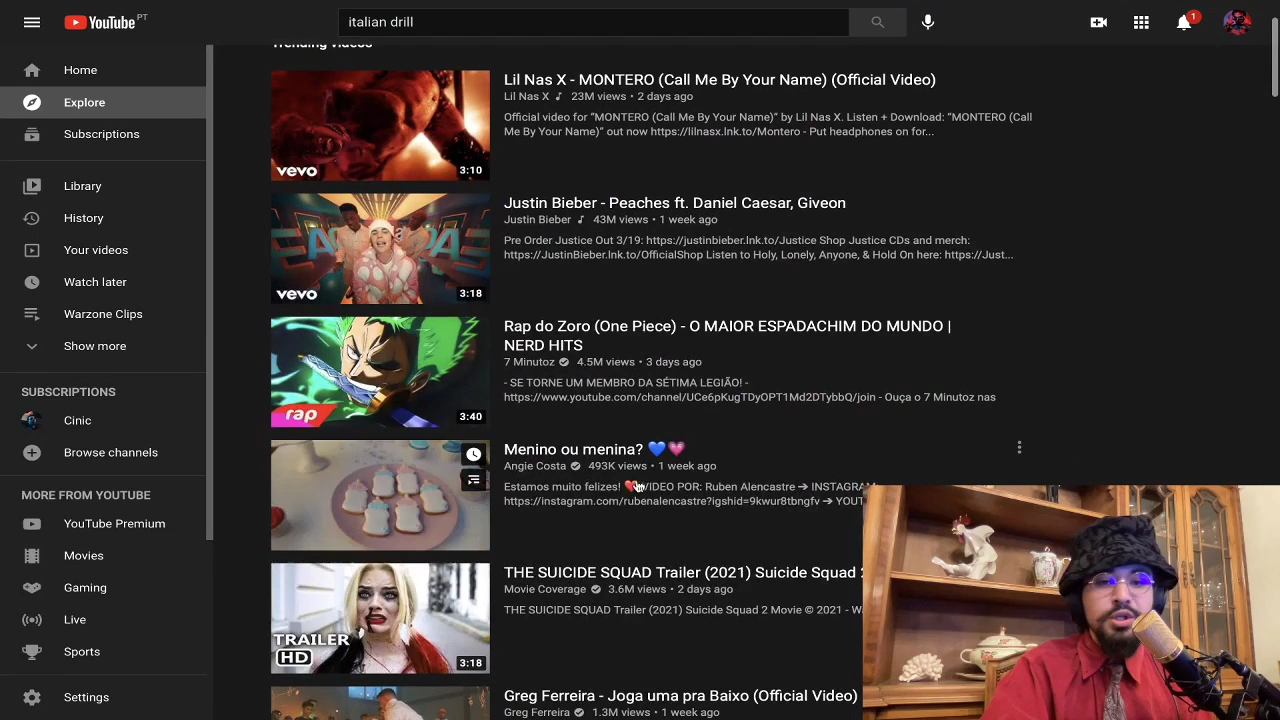 YouTube PT
italian drill
1
Home
Explore
Subscriptions
Library
History
Your videos
Watch later
Warzone Clips
Show more
SUBSCRIPTIONS
Cinic
Browse channels
MORE FROM YOUTUBE
YouTube Premium
Movies
Gaming
Live
Sports
Settings
Trending videos
vevo
3:10
Lil Nas X - MONTERO (Call Me By Your Name) (Official Video)
Lil Nas X 23M views • 2 days ago
Official video for “MONTERO (Call Me By Your Name)” by Lil Nas X. Listen + Download: “MONTERO (Call
Me By Your Name)” out now https://lilnasx.lnk.to/Montero - Put headphones on for...
vevo
3:18
Justin Bieber - Peaches ft. Daniel Caesar, Giveon
Justin Bieber 43M views • 1 week ago
Pre Order Justice Out 3/19: https://justinbieber.lnk.to/Justice Shop Justice CDs and merch:
https://JustinBieber.lnk.to/OfficialShop Listen to Holy, Lonely, Anyone, & Hold On here: https://Just...
rap
3:40
Rap do Zoro (One Piece) - O MAIOR ESPADACHIM DO MUNDO |
NERD HITS
7 Minutoz 4.5M views • 3 days ago
- SE TORNE UM MEMBRO DA SÉTIMA LEGIÃO! -
https://www.youtube.com/channel/UCe6pKugTDyOPT1Md2DTybbQ/join - Ouça o 7 Minutoz nas
Menino ou menina? 💙💗
Angie Costa 493K views • 1 week ago
Estamos muito felizes! ❤ VIDEO POR: Ruben Alencastre ➔ INSTAGRAM
https://instagram.com/rubenalencastre?igshid=9kwur8tbngfv ➔ YOUT
TRAILER
HD
3:18
THE SUICIDE SQUAD Trailer (2021) Suicide Squad 2
Movie Coverage 3.6M views • 2 days ago
THE SUICIDE SQUAD Trailer (2021) Suicide Squad 2 Movie © 2021 - Wa
Greg Ferreira - Joga uma pra Baixo (Official Video)
Greg Ferreira 1.3M views • 1 week ago